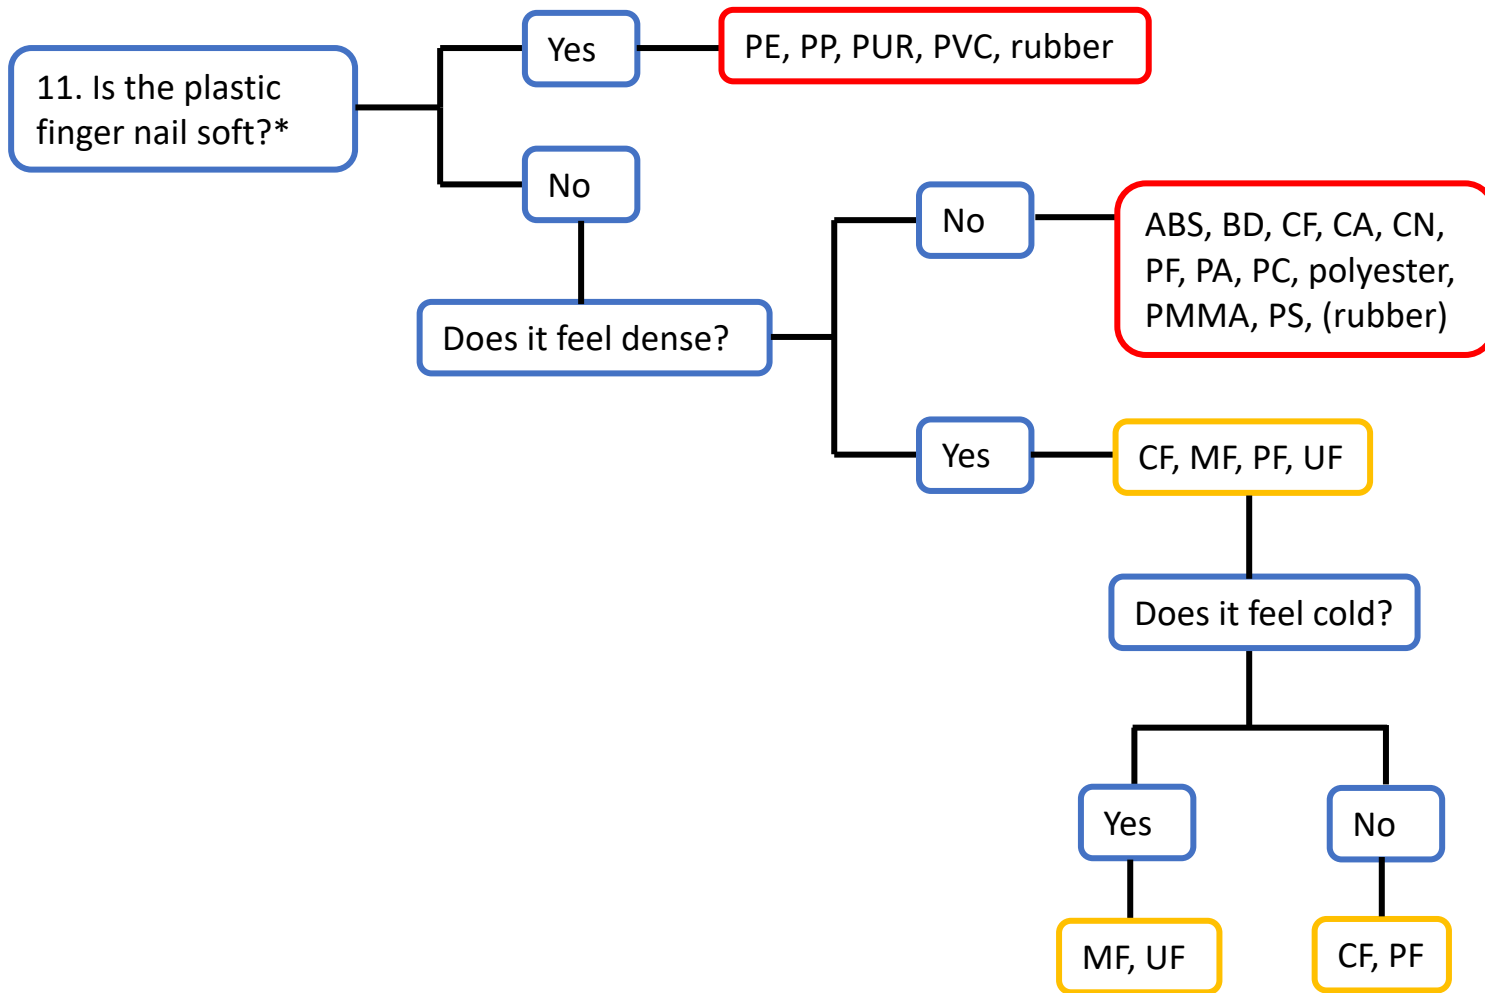 11. Is the plastic
finger nail soft?*
Yes
PE, PP, PUR, PVC, rubber
No
Does it feel dense?
No
ABS, BD, CF, CA, CN,
PF, PA, PC, polyester,
PMMA, PS, (rubber)
Yes
CF, MF, PF, UF
Does it feel cold?
Yes
No
MF, UF
CF, PF